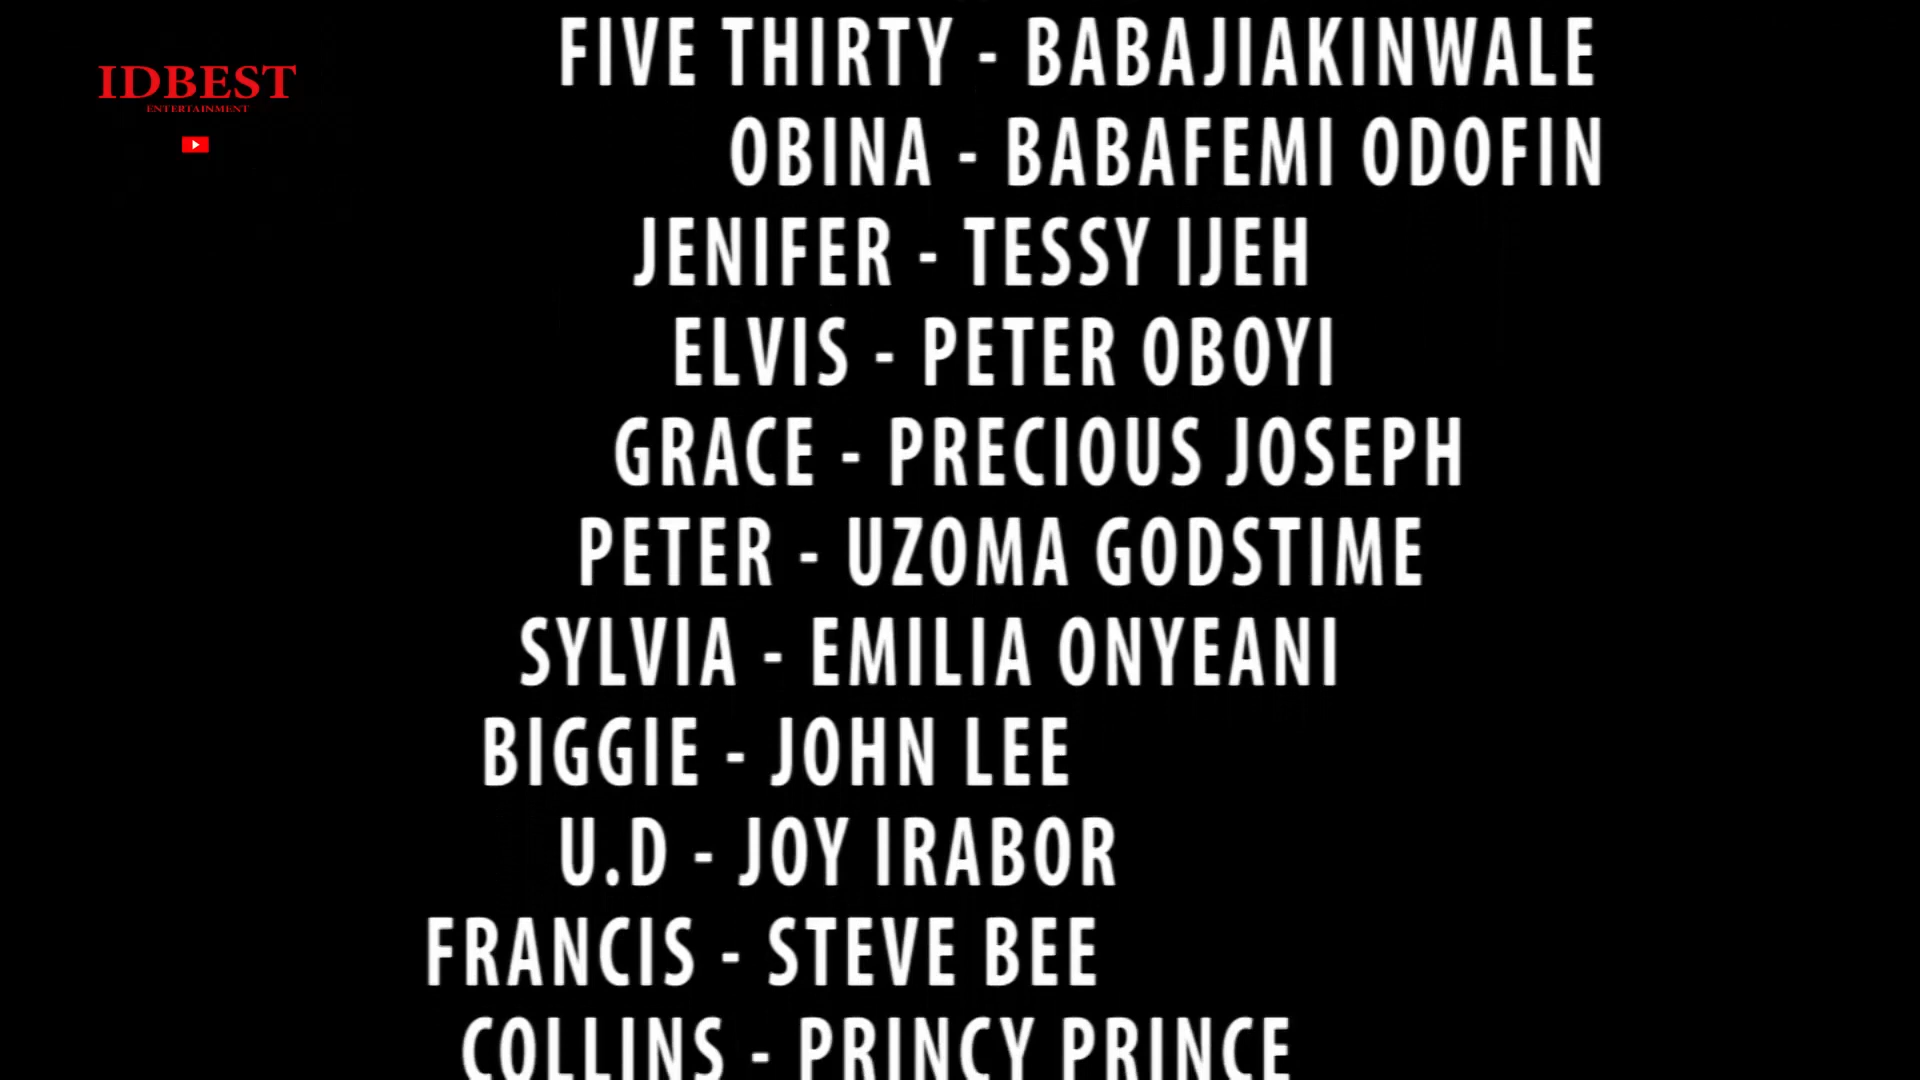 IDBEST
ENTERTAINMENT
FIVE THIRTY - BABAJIAKINWALE
OBINA - BABAFEMI ODOFIN
JENIFER - TESSY IJEH
ELVIS - PETER OBOYI
GRACE - PRECIOUS JOSEPH
PETER - UZOMA GODSTIME
SYLVIA - EMILIA ONYEANI
BIGGIE - JOHN LEE
U.D - JOY IRABOR
FRANCIS - STEVE BEE
COLLINS - PRINCY PRINCE